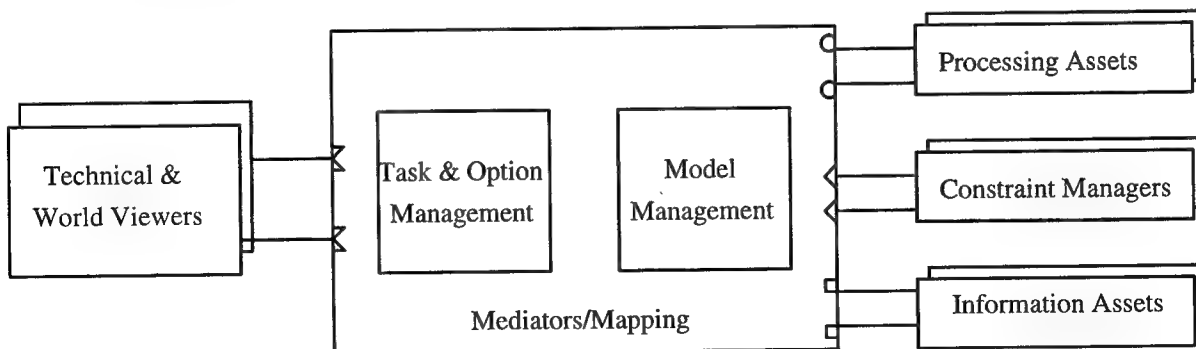 Technical &
World Viewers
Task & Option
Management
Model
Management
Mediators/Mapping
Processing Assets
Constraint Managers
Information Assets